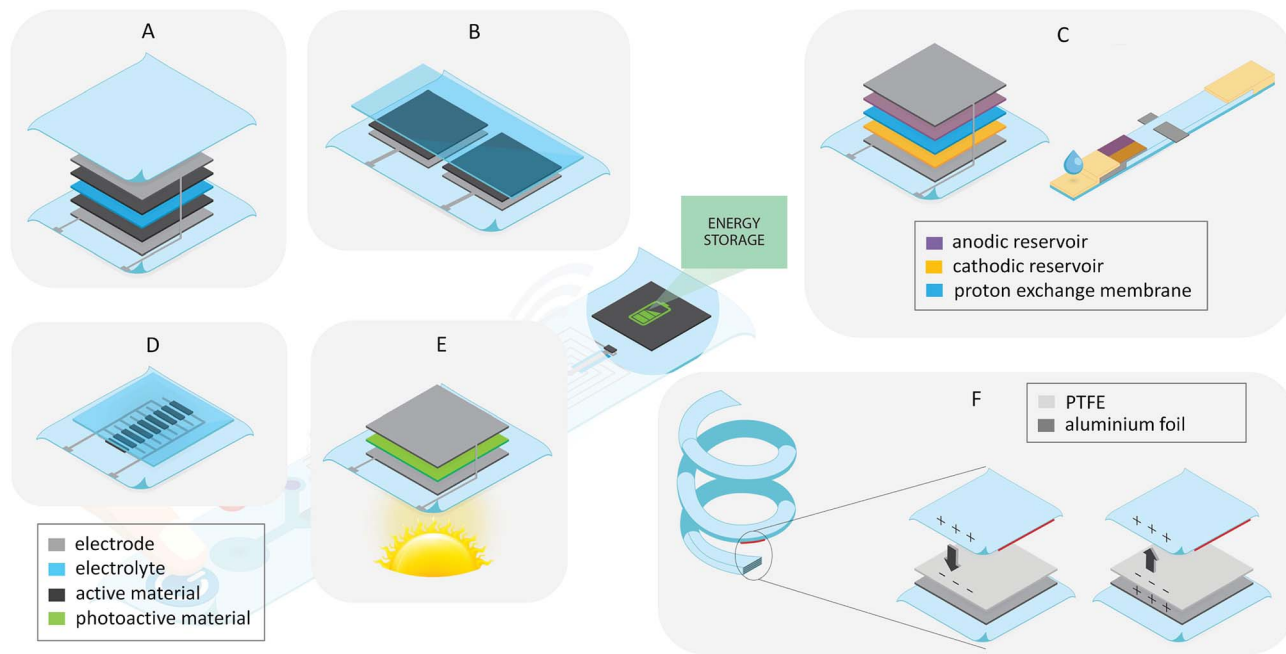 A
B
C
ENERGY
STORAGE
anodic reservoir
cathodic reservoir
proton exchange membrane
D
E
F
PTFE
aluminium foil
+ + +
- - -
+ + +
- - -
+ + +
electrode
electrolyte
active material
photoactive material